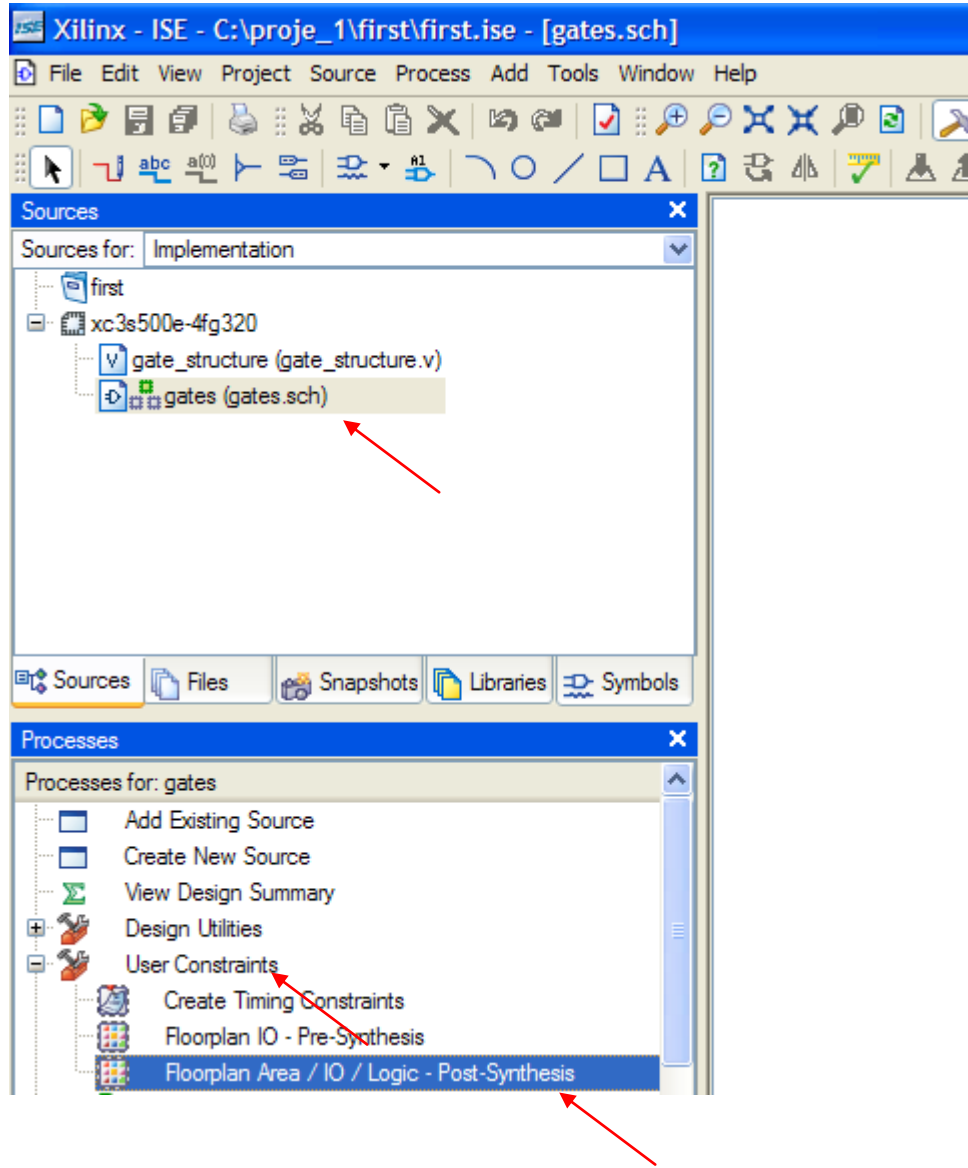 ISE Xilinx - ISE - C:\proje_1\first\first.ise - [gates.sch]
File Edit View Project Source Process Add Tools Window Help
abc a(0) A1 A ?
Sources
Sources for: Implementation
first
xc3s500e-4fg320
V gate_structure (gate_structure.v)
gates (gates.sch)
Sources Files Snapshots Libraries Symbols
Processes
Processes for: gates
Add Existing Source
Create New Source
Σ View Design Summary
Design Utilities
User Constraints
Create Timing Constraints
Floorplan IO - Pre-Synthesis
Floorplan Area / IO / Logic - Post-Synthesis